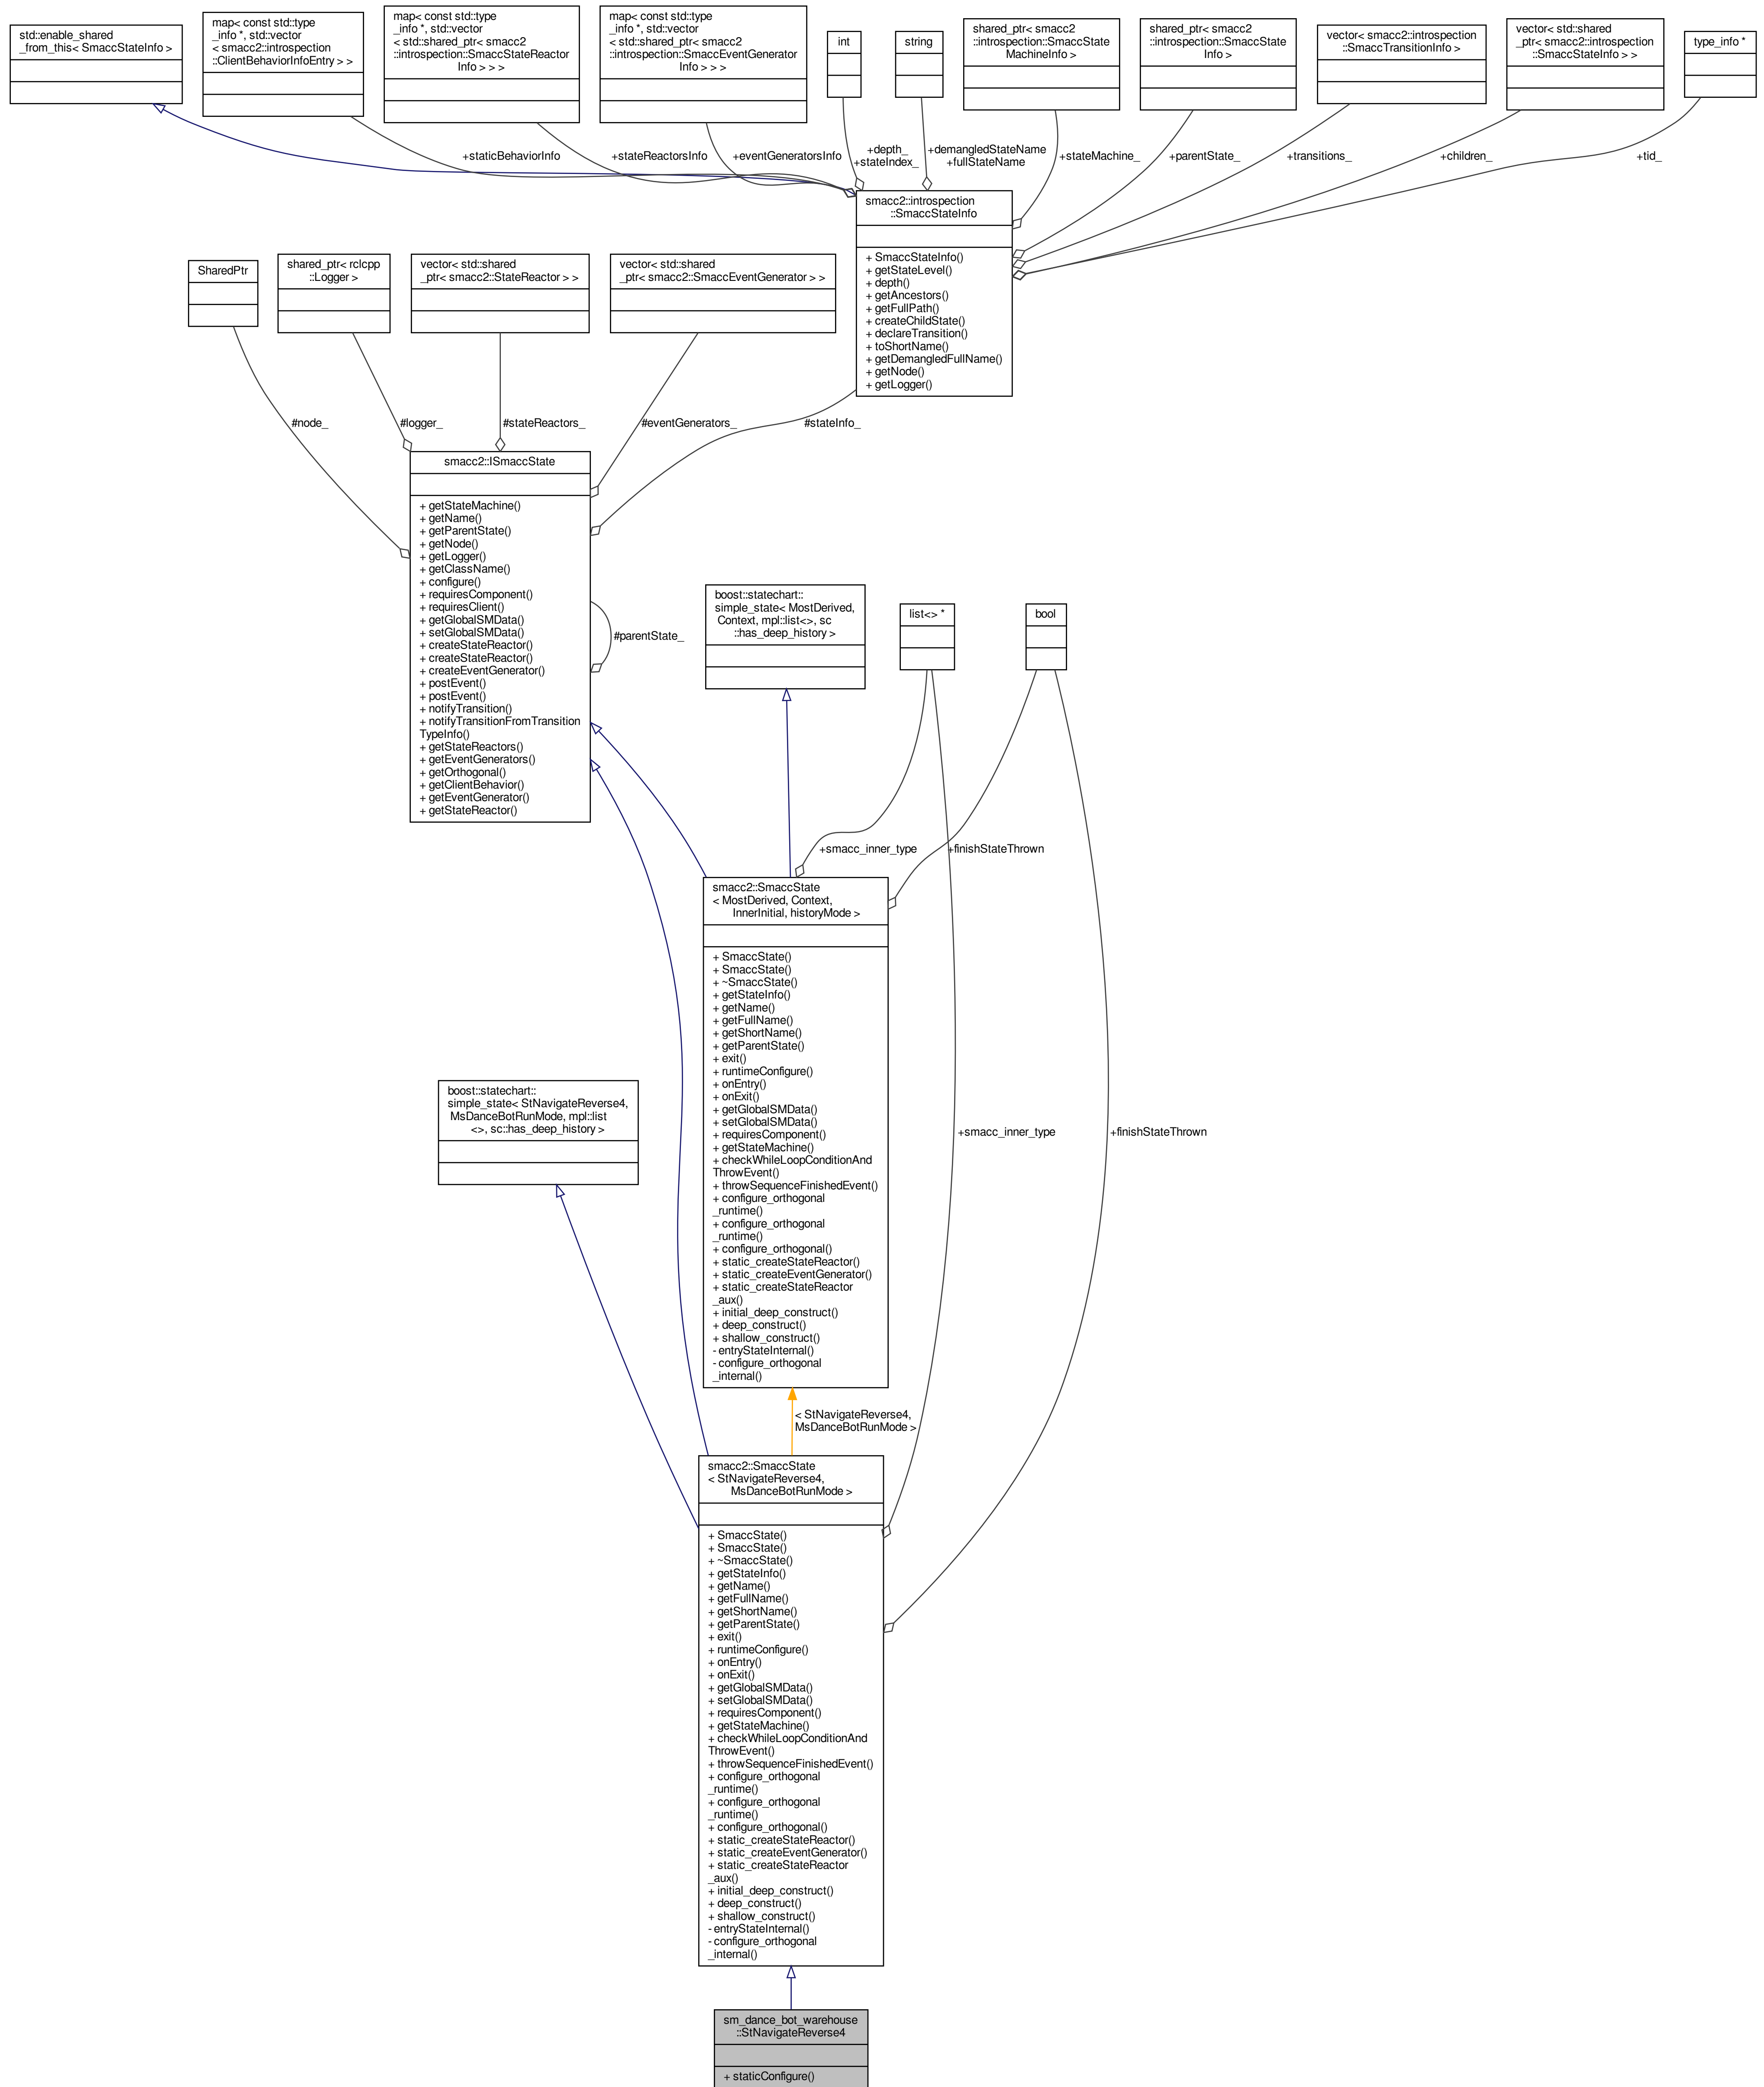 std::enable_shared
_from_this< SmaccStateInfo >
map< const std::type
_info *, std::vector
< smacc2::introspection
::ClientBehaviorInfoEntry > >
map< const std::type
_info *, std::vector
< std::shared_ptr< smacc2
::introspection::SmaccStateReactor
Info > > >
map< const std::type
_info *, std::vector
< std::shared_ptr< smacc2
::introspection::SmaccEventGenerator
Info > > >
int
string
shared_ptr< smacc2
::introspection::SmaccState
MachineInfo >
shared_ptr< smacc2
::introspection::SmaccState
Info >
vector< smacc2::introspection
::SmaccTransitionInfo >
vector< std::shared
_ptr< smacc2::introspection
::SmaccStateInfo > >
type_info *
+staticBehaviorInfo
+stateReactorsInfo
+eventGeneratorsInfo
+depth_
+stateIndex_
+demangledStateName
+fullStateName
+stateMachine_
+parentState_
+transitions_
+children_
+tid_
smacc2::introspection
::SmaccStateInfo
+ SmaccStateInfo()
+ getStateLevel()
+ depth()
+ getAncestors()
+ getFullPath()
+ createChildState()
+ declareTransition()
+ toShortName()
+ getDemangledFullName()
+ getNode()
+ getLogger()
SharedPtr
shared_ptr< rclcpp
::Logger >
vector< std::shared
_ptr< smacc2::StateReactor > >
vector< std::shared
_ptr< smacc2::SmaccEventGenerator > >
#node_
#logger_
#stateReactors_
#eventGenerators_
#stateInfo_
smacc2::ISmaccState
+ getStateMachine()
+ getName()
+ getParentState()
+ getNode()
+ getLogger()
+ getClassName()
+ configure()
+ requiresComponent()
+ requiresClient()
+ getGlobalSMData()
+ setGlobalSMData()
+ createStateReactor()
+ createStateReactor()
+ createEventGenerator()
+ postEvent()
+ postEvent()
+ notifyTransition()
+ notifyTransitionFromTransition
TypeInfo()
+ getStateReactors()
+ getEventGenerators()
+ getOrthogonal()
+ getClientBehavior()
+ getEventGenerator()
+ getStateReactor()
#parentState_
boost::statechart::
simple_state< MostDerived,
Context, mpl::list<>, sc
::has_deep_history >
list<> *
bool
+smacc_inner_type
+finishStateThrown
smacc2::SmaccState
< MostDerived, Context,
InnerInitial, historyMode >
+ SmaccState()
+ SmaccState()
+ ~SmaccState()
+ getStateInfo()
+ getName()
+ getFullName()
+ getShortName()
+ getParentState()
+ exit()
+ runtimeConfigure()
+ onEntry()
+ onExit()
+ getGlobalSMData()
+ setGlobalSMData()
+ requiresComponent()
+ getStateMachine()
+ checkWhileLoopConditionAnd
ThrowEvent()
+ throwSequenceFinishedEvent()
+ configure_orthogonal
_runtime()
+ configure_orthogonal
_runtime()
+ configure_orthogonal()
+ static_createStateReactor()
+ static_createEventGenerator()
+ static_createStateReactor
_aux()
+ initial_deep_construct()
+ deep_construct()
+ shallow_construct()
- entryStateInternal()
- configure_orthogonal
_internal()
boost::statechart::
simple_state< StNavigateReverse4,
MsDanceBotRunMode, mpl::list
<>, sc::has_deep_history >
+smacc_inner_type
+finishStateThrown
< StNavigateReverse4,
MsDanceBotRunMode >
smacc2::SmaccState
< StNavigateReverse4,
MsDanceBotRunMode >
+ SmaccState()
+ SmaccState()
+ ~SmaccState()
+ getStateInfo()
+ getName()
+ getFullName()
+ getShortName()
+ getParentState()
+ exit()
+ runtimeConfigure()
+ onEntry()
+ onExit()
+ getGlobalSMData()
+ setGlobalSMData()
+ requiresComponent()
+ getStateMachine()
+ checkWhileLoopConditionAnd
ThrowEvent()
+ throwSequenceFinishedEvent()
+ configure_orthogonal
_runtime()
+ configure_orthogonal
_runtime()
+ configure_orthogonal()
+ static_createStateReactor()
+ static_createEventGenerator()
+ static_createStateReactor
_aux()
+ initial_deep_construct()
+ deep_construct()
+ shallow_construct()
- entryStateInternal()
- configure_orthogonal
_internal()
sm_dance_bot_warehouse
::StNavigateReverse4
+ staticConfigure()